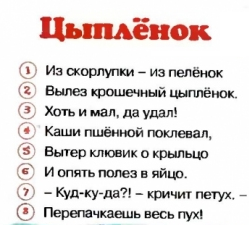 Цыплёнок
1 Из скорлупки – из пелёнок
2 Вылез крошечный цыплёнок.
3 Хоть и мал, да удал!
4 Каши пшённой поклевал,
5 Вытер клювик о крыльцо
6 И опять полез в яйцо.
7 – Куд-ку-да?! – кричит петух. –
8 Перепачкаешь весь пух!